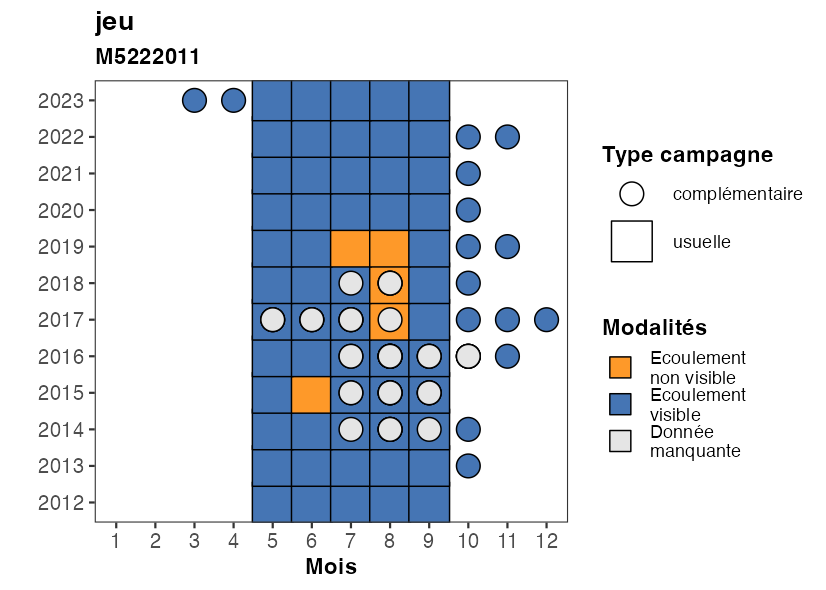 jeu
M5222011
2023
2022
2021
2020
2019
2018
2017
2016
2015
2014
2013
2012
1 2 3 4 5 6 7 8 9 10 11 12
Mois
Type campagne
complémentaire
usuelle
Modalités
Ecoulement
non visible
Ecoulement
visible
Donnée
manquante